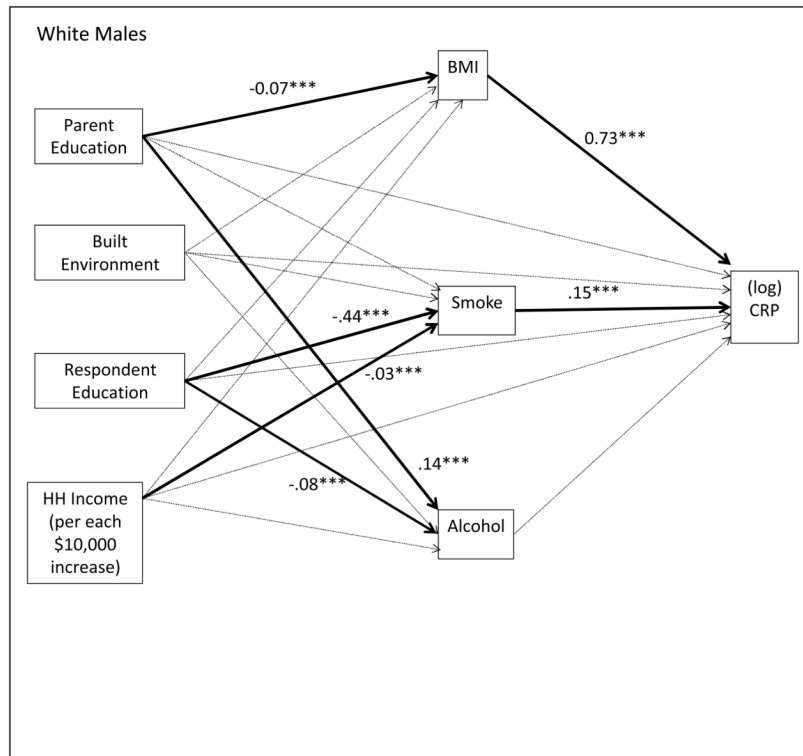 White Males
BMI
-0.07***
Parent
Education
0.73***
Built
Environment
(log)
CRP
Smoke
.15***
-.44***
Respondent
Education
-.03***
.14***
-.08***
HH Income
(per each
$10,000
increase)
Alcohol